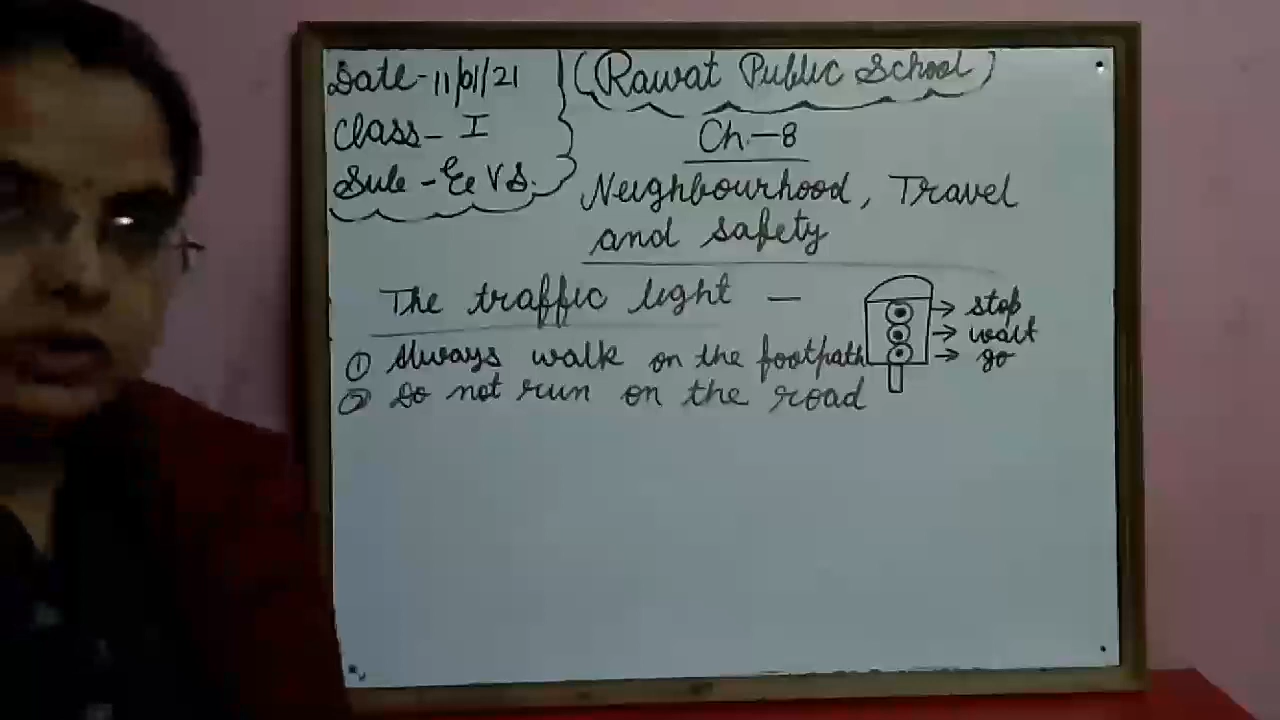 Date - 11/01/21
Class - I
Sub - E.V.S.
(Rawat Public School)
Ch. - 8
Neighbourhood, Travel
and safety
The traffic light -
→ stop
→ wait
→ go
① Always walk on the footpath
② Do not run on the road